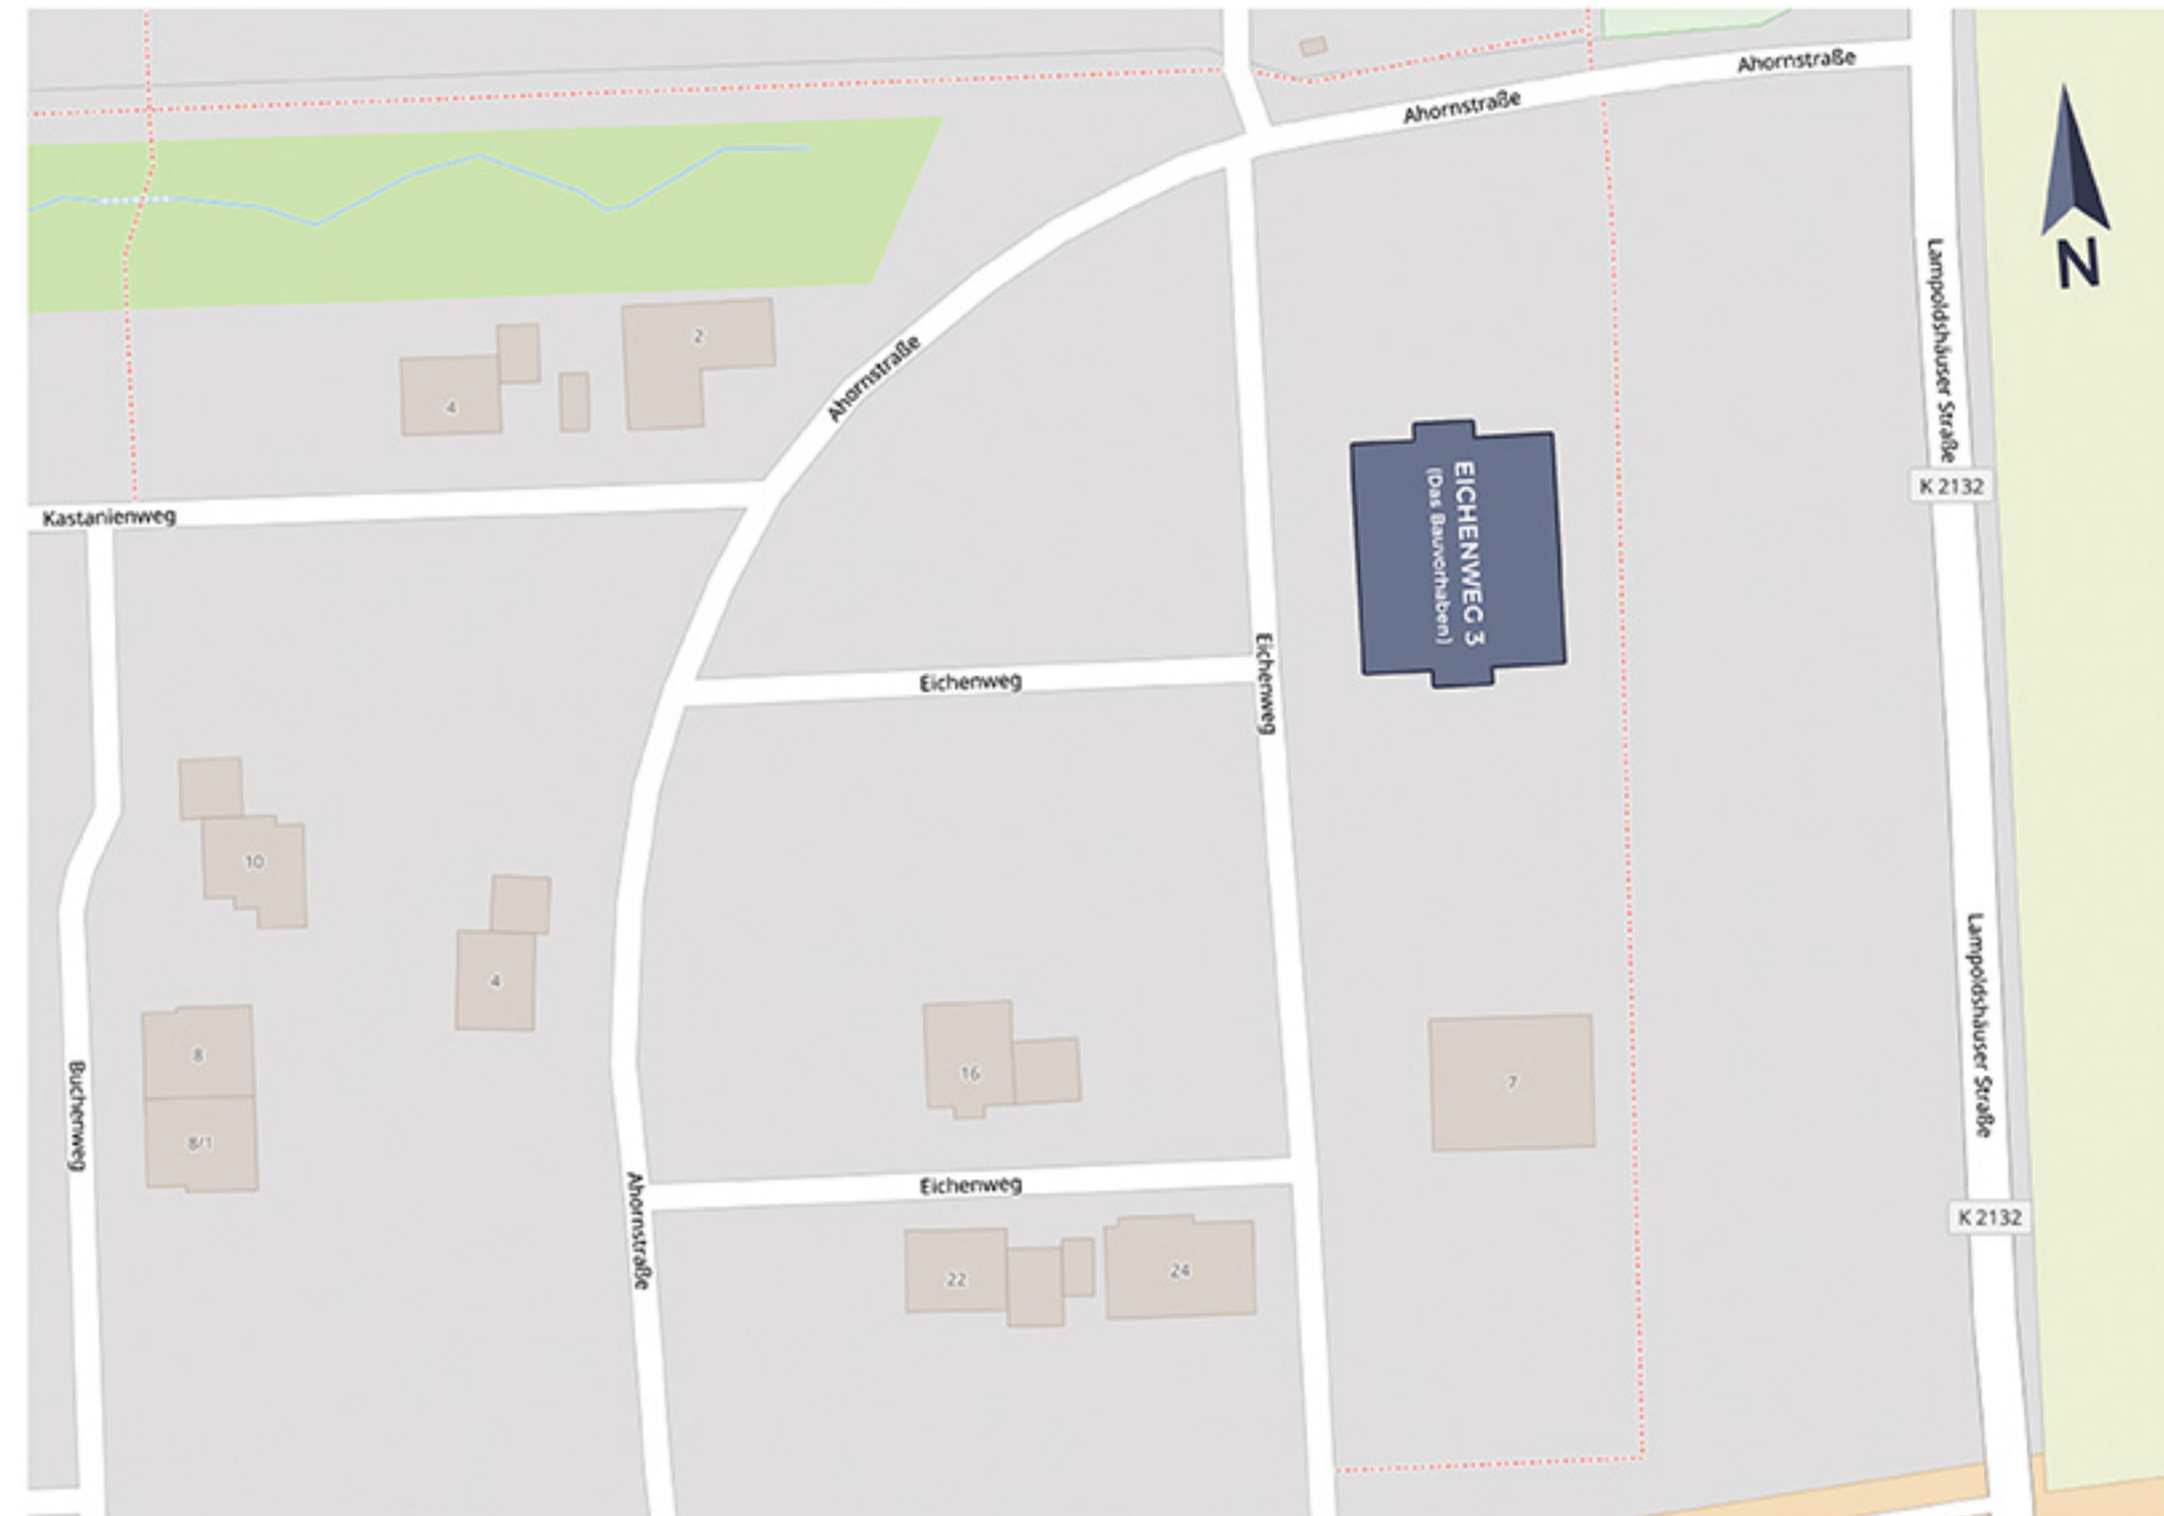 Ahornstraße
Ahornstraße
N
Lampoldshäuser Straße
2
4
Ahornstraße
K 2132
Kastanienweg
EICHENWEG 3
(Das Bauvorhaben)
Eichenweg
Eichenweg
10
4
Lampoldshäuser Straße
8
16
7
Buchenweg
8/1
Eichenweg
Ahornstraße
K 2132
22
24